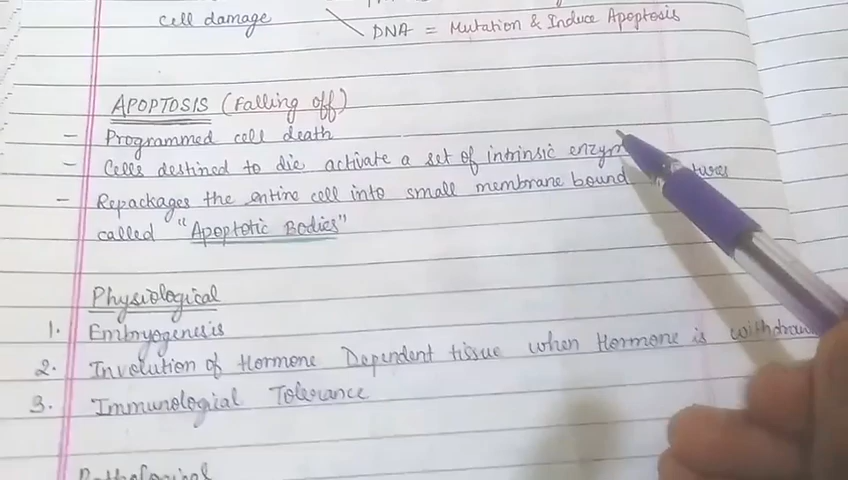 cell damage
DNA = Mutation & Induce Apoptosis
APOPTOSIS (Falling off)
- Programmed cell death
- Cells destined to die activate a set of intrinsic
- Repackages the entire cell into small membrane bound
called "Apoptotic Bodies"
Physiological
1. Embryogenesis
2. Involution of Hormone Dependent tissue when Hormone is
3. Immunological Tolerance
Pathological